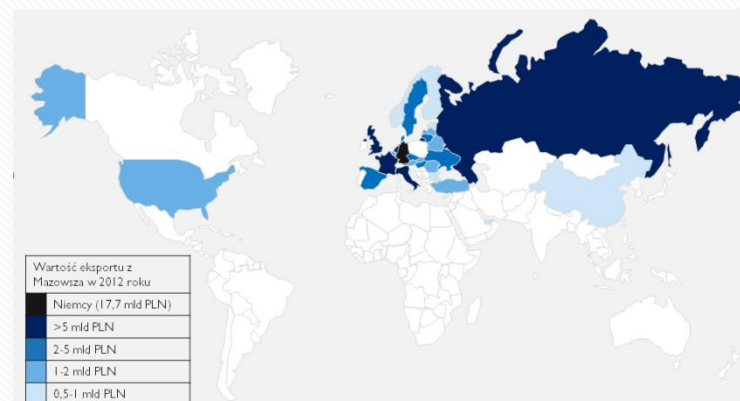 Wartość eksportu z
Mazowsza w 2012 roku
Niemcy (17,7 mld PLN)
>5 mld PLN
2-5 mld PLN
1-2 mld PLN
0,5-1 mld PLN